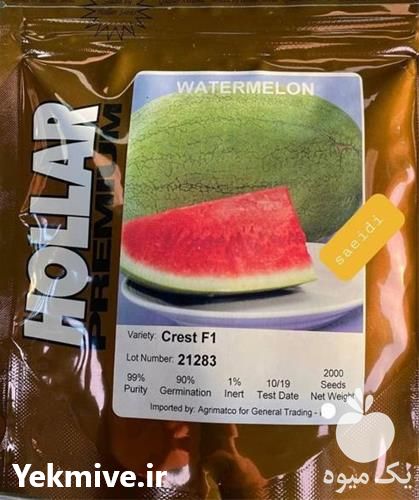 HOLLAR
PREMIUM
WATERMELON
saeidi
Variety: Crest F1
Lot Number: 21283
99% 90% 1% 10/19 2000
Purity Germination Inert Test Date Seeds
Net Weight
Imported by: Agrimatco for General Trading -
Yekmive.ir
یک میوه